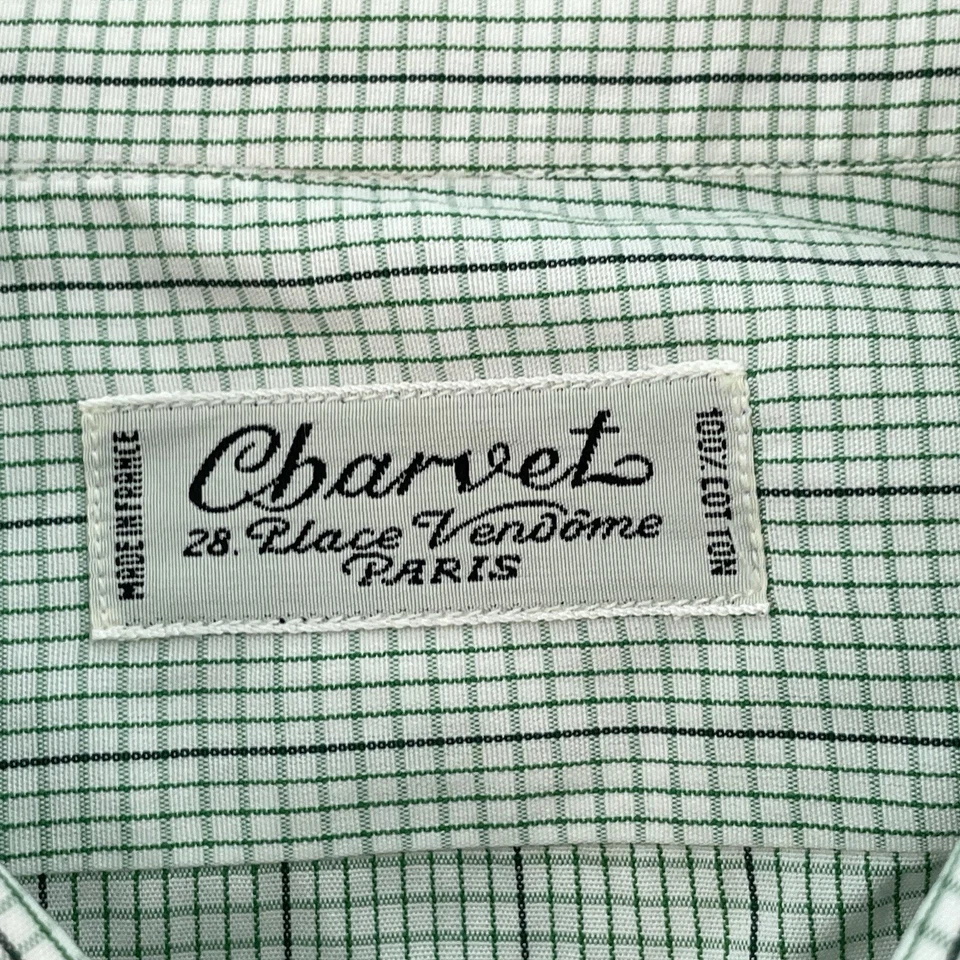 MADE IN FRANCE
Charvet
28. Place Vendôme
PARIS
100% COTTON